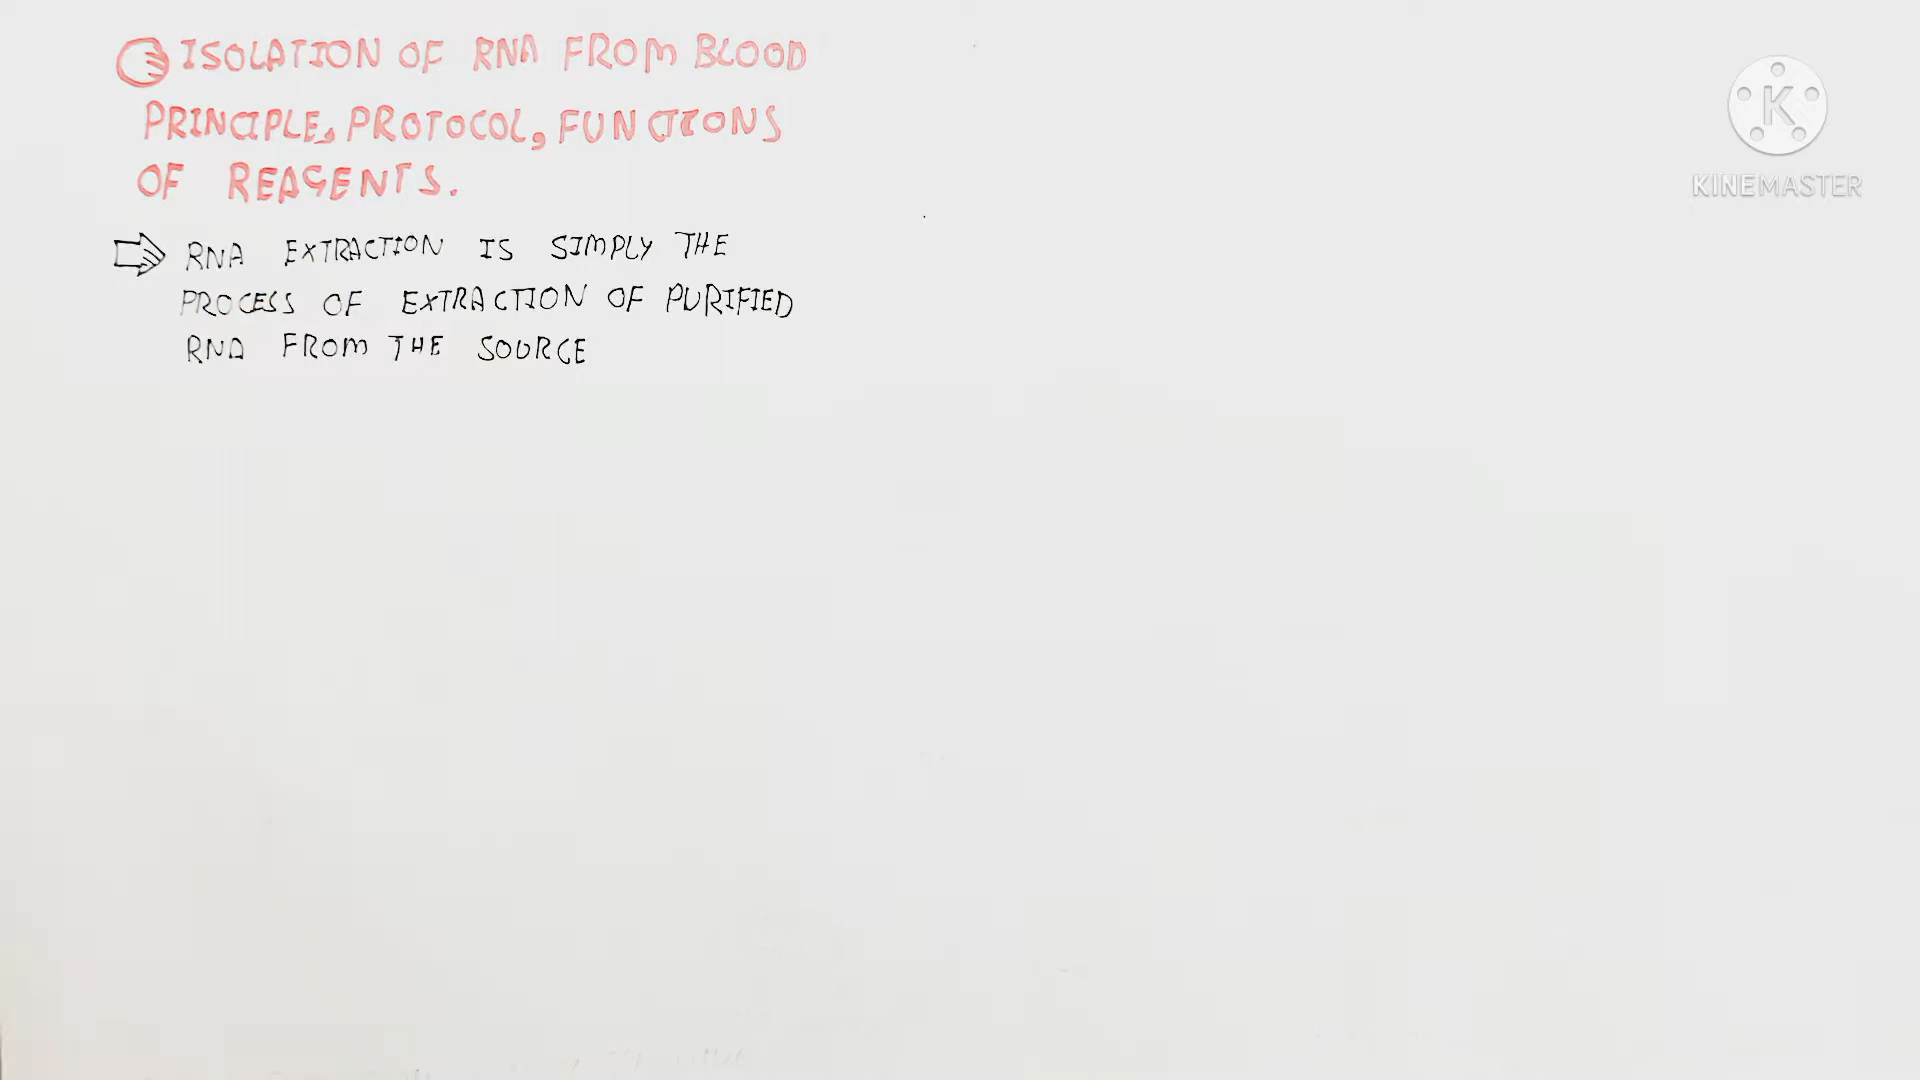 ISOLATION OF RNA FROM BLOOD
PRINCIPLE, PROTOCOL, FUNCTIONS
OF REAGENTS.
RNA EXTRACTION IS SIMPLY THE
PROCESS OF EXTRACTION OF PURIFIED
RNA FROM THE SOURCE
KINEMASTER